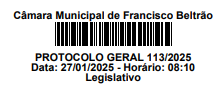 Câmara Municipal de Francisco Beltrão
PROTOCOLO GERAL 113/2025
Data: 27/01/2025 - Horário: 08:10
Legislativo